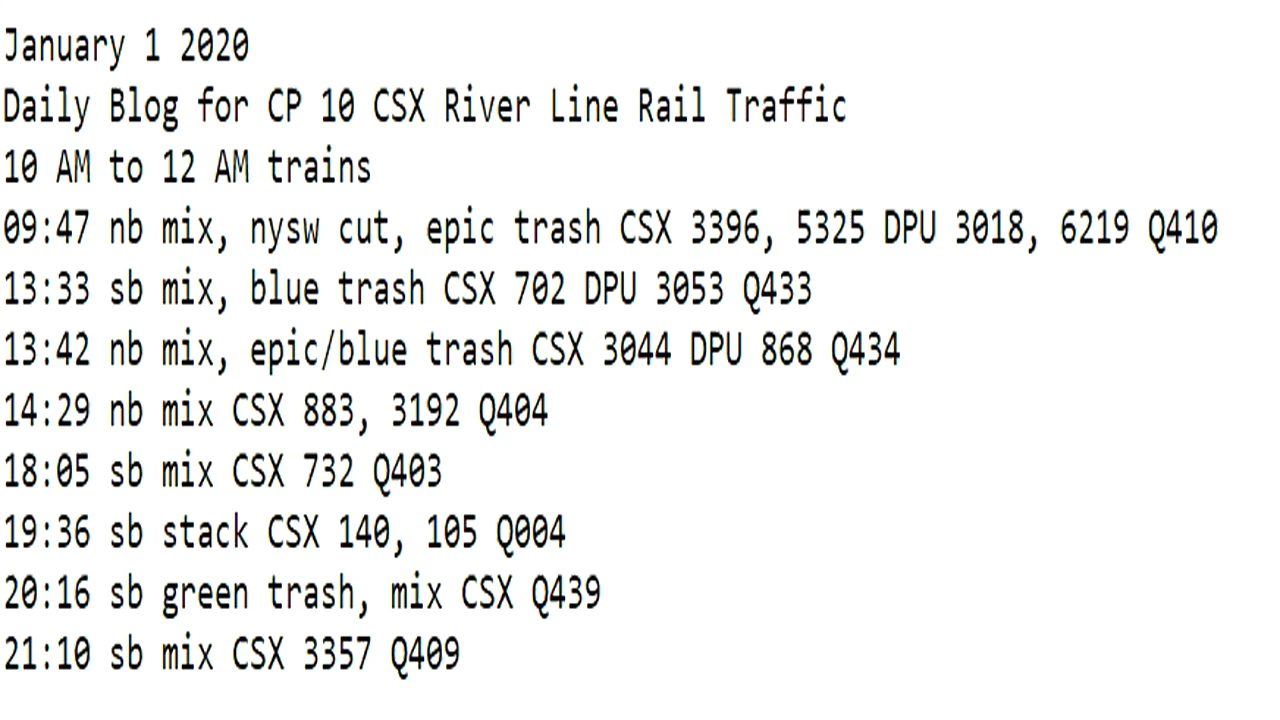 January 1 2020
Daily Blog for CP 10 CSX River Line Rail Traffic
10 AM to 12 AM trains
09:47 nb mix, nysw cut, epic trash CSX 3396, 5325 DPU 3018, 6219 Q410
13:33 sb mix, blue trash CSX 702 DPU 3053 Q433
13:42 nb mix, epic/blue trash CSX 3044 DPU 868 Q434
14:29 nb mix CSX 883, 3192 Q404
18:05 sb mix CSX 732 Q403
19:36 sb stack CSX 140, 105 Q004
20:16 sb green trash, mix CSX Q439
21:10 sb mix CSX 3357 Q409